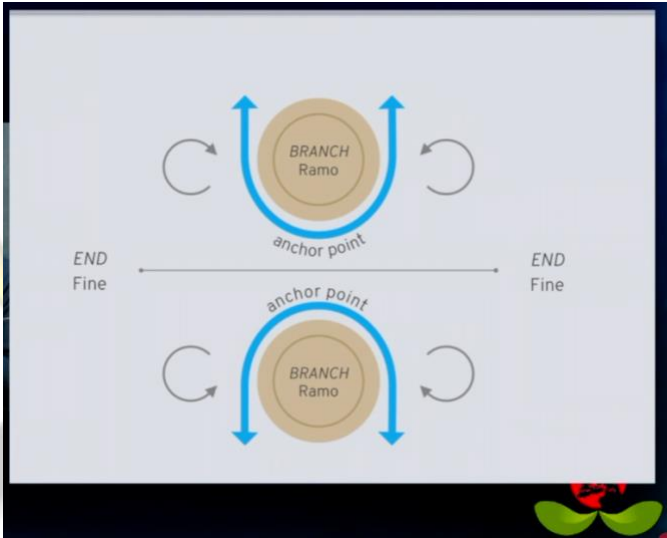 BRANCH
Ramo
anchor point
END
Fine
END
Fine
anchor point
BRANCH
Ramo